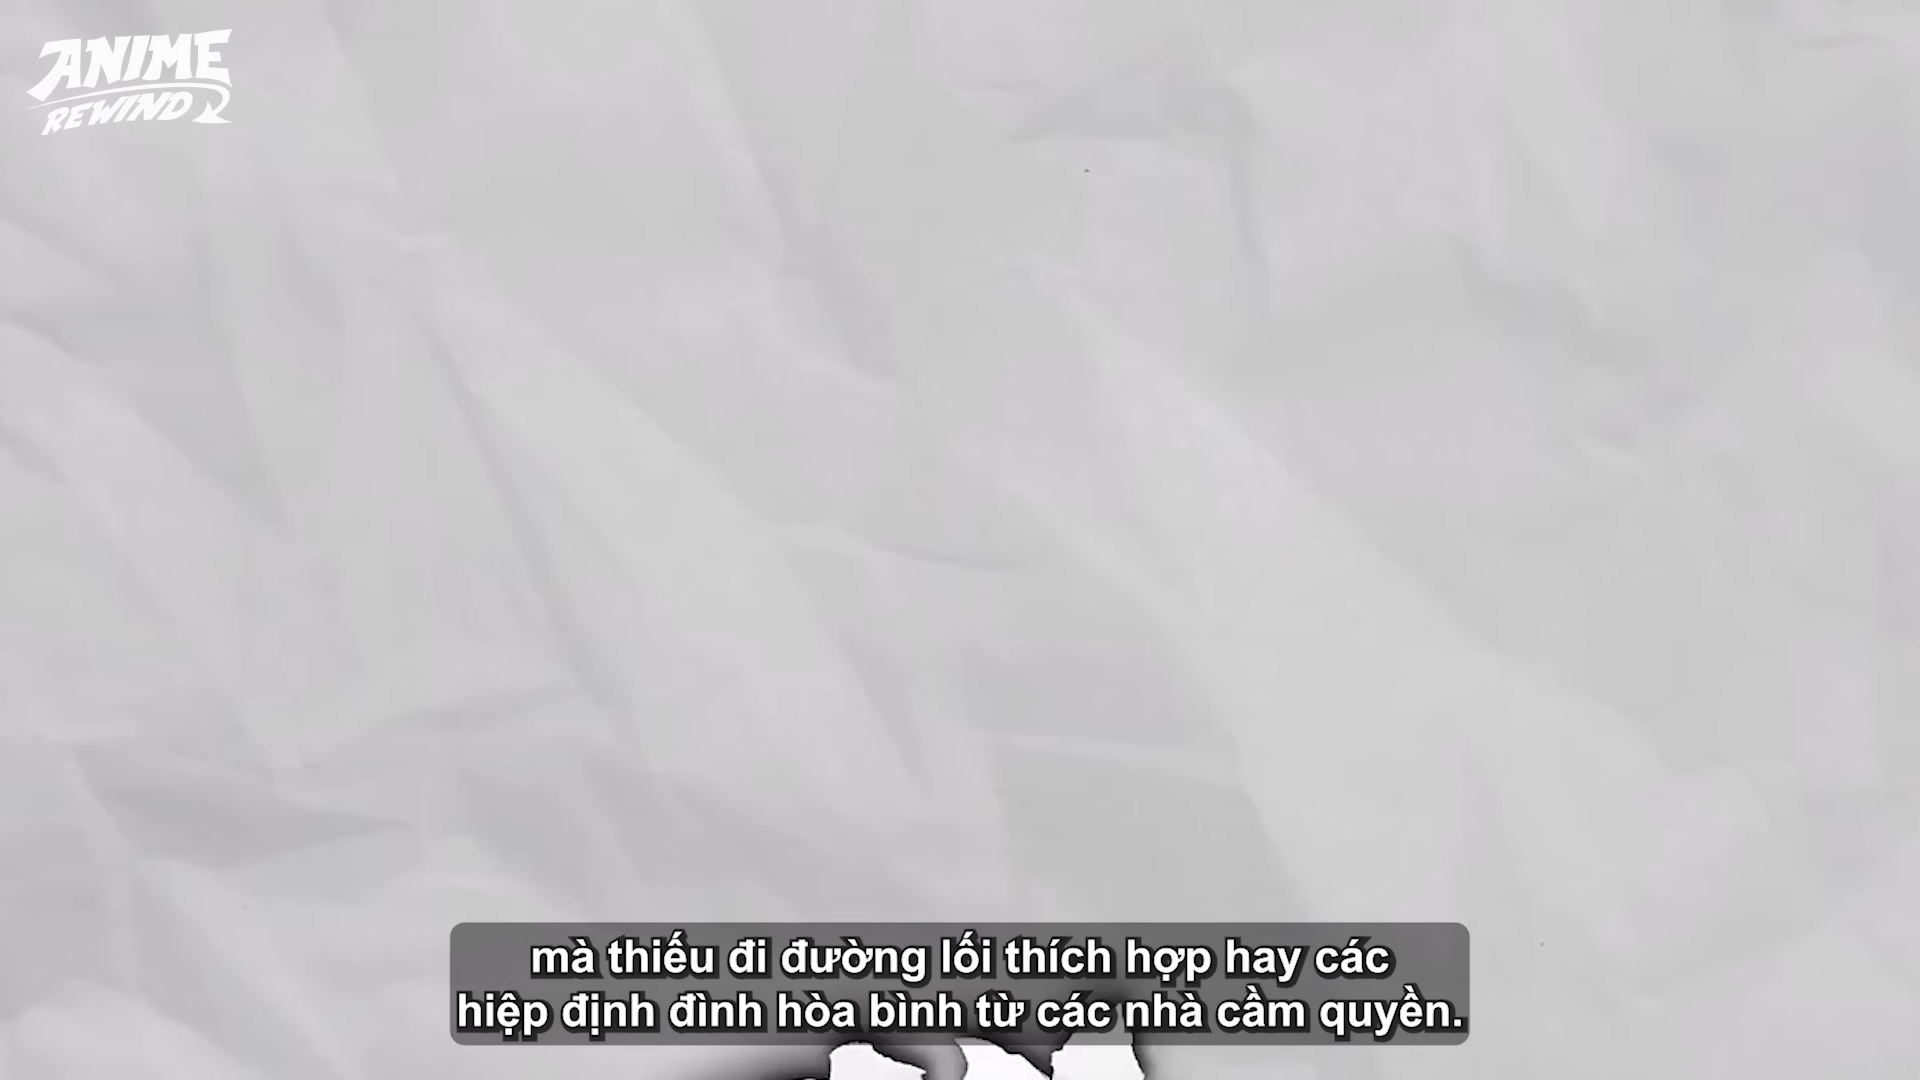 ANIME
REWIND
mà thiếu đi đường lối thích hợp hay các
hiệp định đình hòa bình từ các nhà cầm quyền.